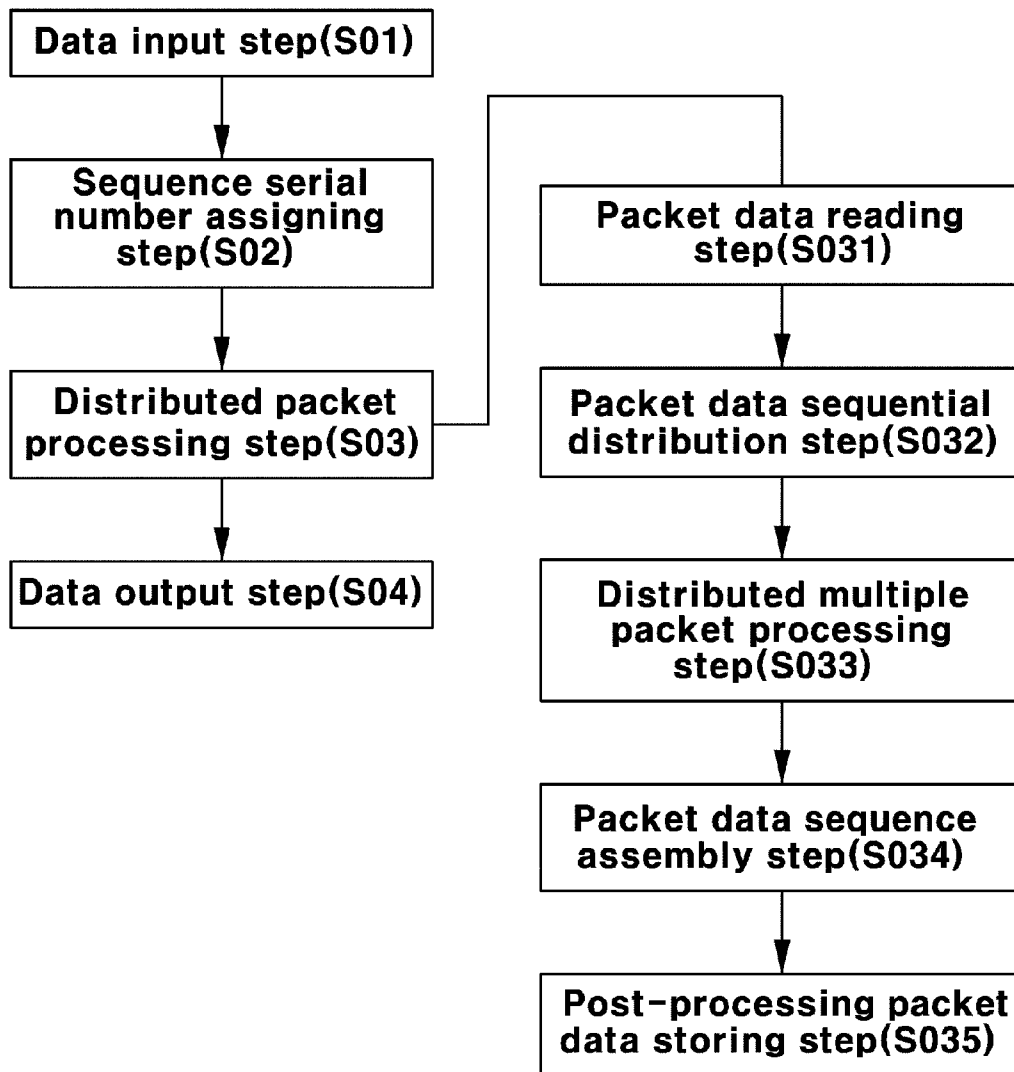 Data input step(S01)
Sequence serial
number assigning
step(S02)
Distributed packet
processing step(S03)
Data output step(S04)
Packet data reading
step(S031)
Packet data sequential
distribution step(S032)
Distributed multiple
packet processing
step(S033)
Packet data sequence
assembly step(S034)
Post-processing packet
data storing step(S035)